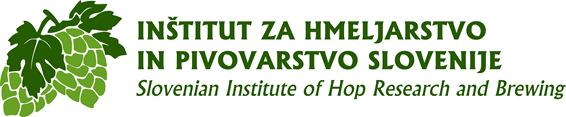 INŠTITUT ZA HMELJARSTVO
IN PIVOVARSTVO SLOVENIJE
Slovenian Institute of Hop Research and Brewing